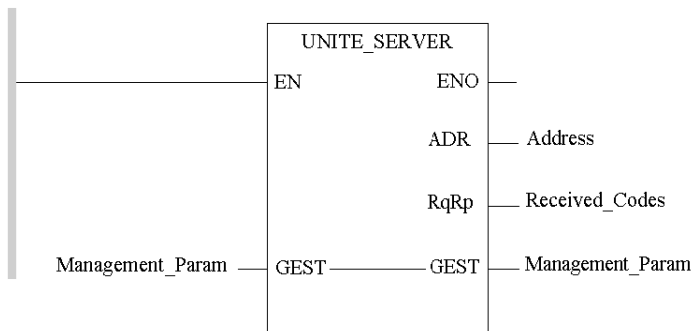 UNITE_SERVER
EN ENO
ADR Address
RqRp Received_Codes
Management_Param GEST GEST Management_Param